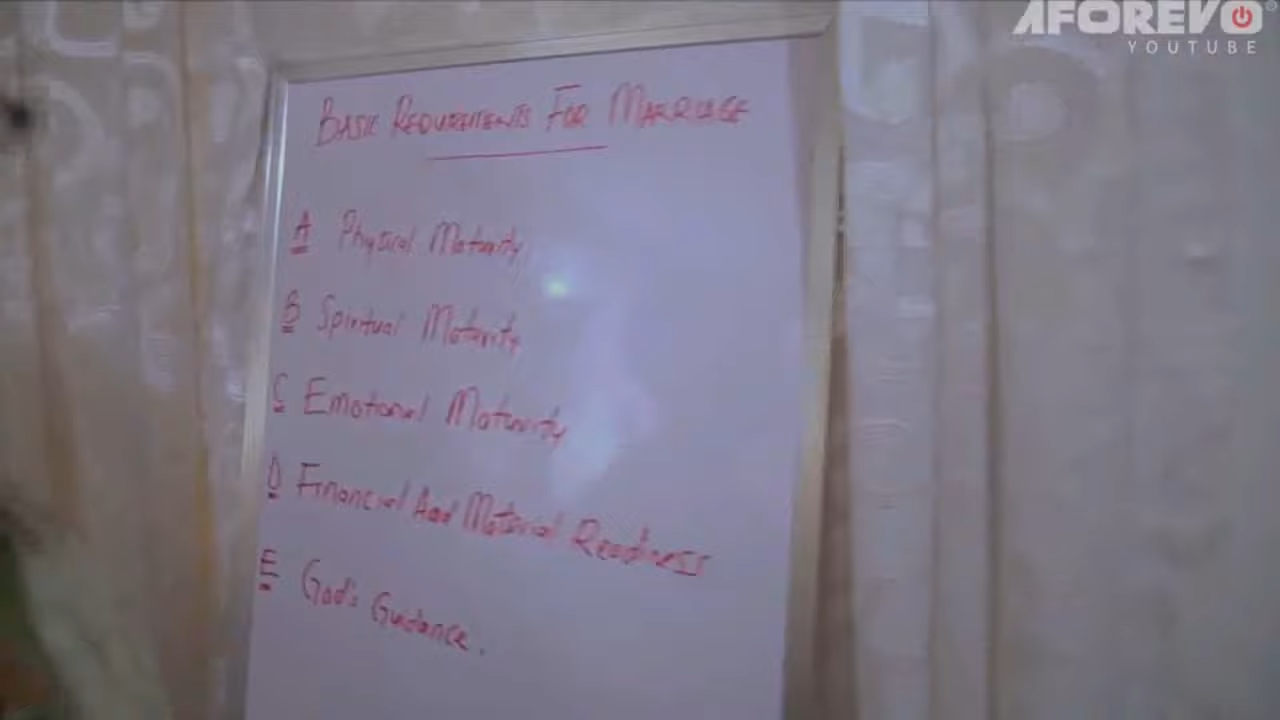 AFOREVO
YOUTUBE
BASIC REQUIREMENTS FOR MARRIAGE
A Physical Maturity
B Spiritual Maturity
C Emotional Maturity
D Financial And Material Readiness
E God's Guidance.